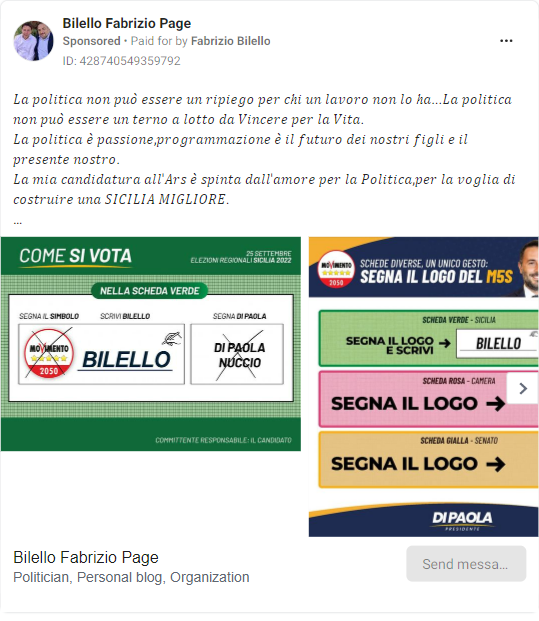 Bilello Fabrizio Page
Sponsored • Paid for by Fabrizio Bilello
ID: 428740549359792
La politica non può essere un ripiego per chi un lavoro non lo ha...La politica
non può essere un terno a lotto da Vincere per la Vita.
La politica è passione,programmazione è il futuro dei nostri figli e il
presente nostro.
La mia candidatura all'Ars è spinta dall'amore per la Politica,per la voglia di
costruire una SICILIA MIGLIORE.
...
COME SI VOTA
25 SETTEMBRE
ELEZIONI REGIONALI SICILIA 2022
NELLA SCHEDA VERDE
SEGNA IL SIMBOLO
SCRIVI BILELLO
SEGNA DI PAOLA
MOVIMENTO
2050
BILELLO
DI PAOLA
NUCCIO
COMMITTENTE RESPONSABILE: IL CANDIDATO
MOVIMENTO
2050
SCHEDE DIVERSE, UN UNICO GESTO:
SEGNA IL LOGO DEL M5S
SCHEDA VERDE - SICILIA
SEGNA IL LOGO
E SCRIVI
BILELLO
SCHEDA ROSA - CAMERA
SEGNA IL LOGO
SCHEDA GIALLA - SENATO
SEGNA IL LOGO
DI PAOLA
PRESIDENTE
Bilello Fabrizio Page
Politician, Personal blog, Organization
Send messa...